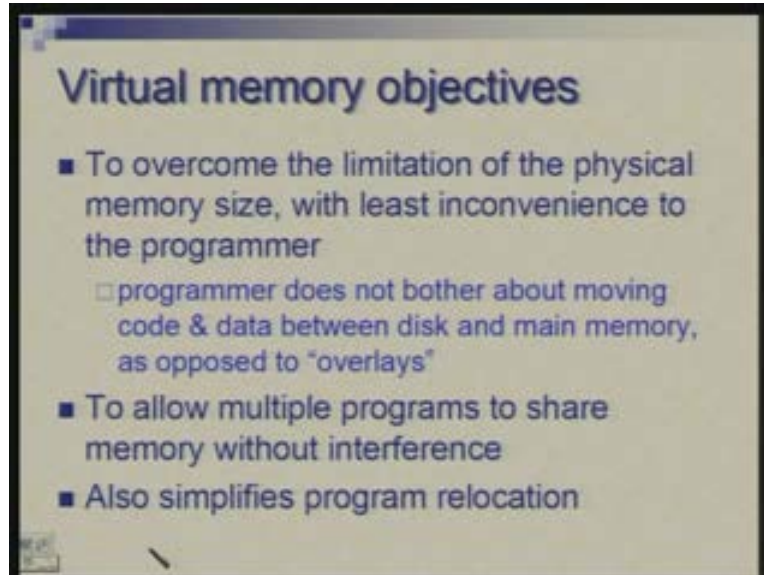 Virtual memory objectives
■ To overcome the limitation of the physical
memory size, with least inconvenience to
the programmer
□ programmer does not bother about moving
code & data between disk and main memory,
as opposed to "overlays"
■ To allow multiple programs to share
memory without interference
■ Also simplifies program relocation